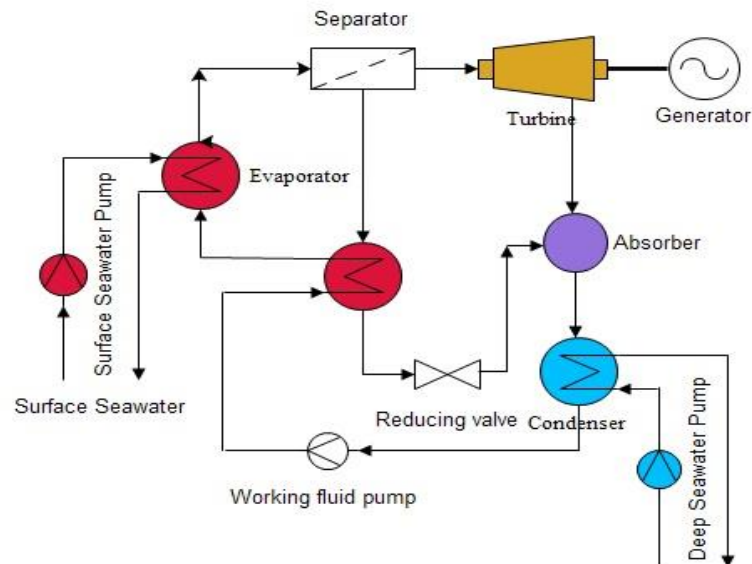 Separator
Turbine
Generator
Evaporator
Surface Seawater Pump
Absorber
Surface Seawater
Reducing valve
Condenser
Working fluid pump
Deep Seawater Pump